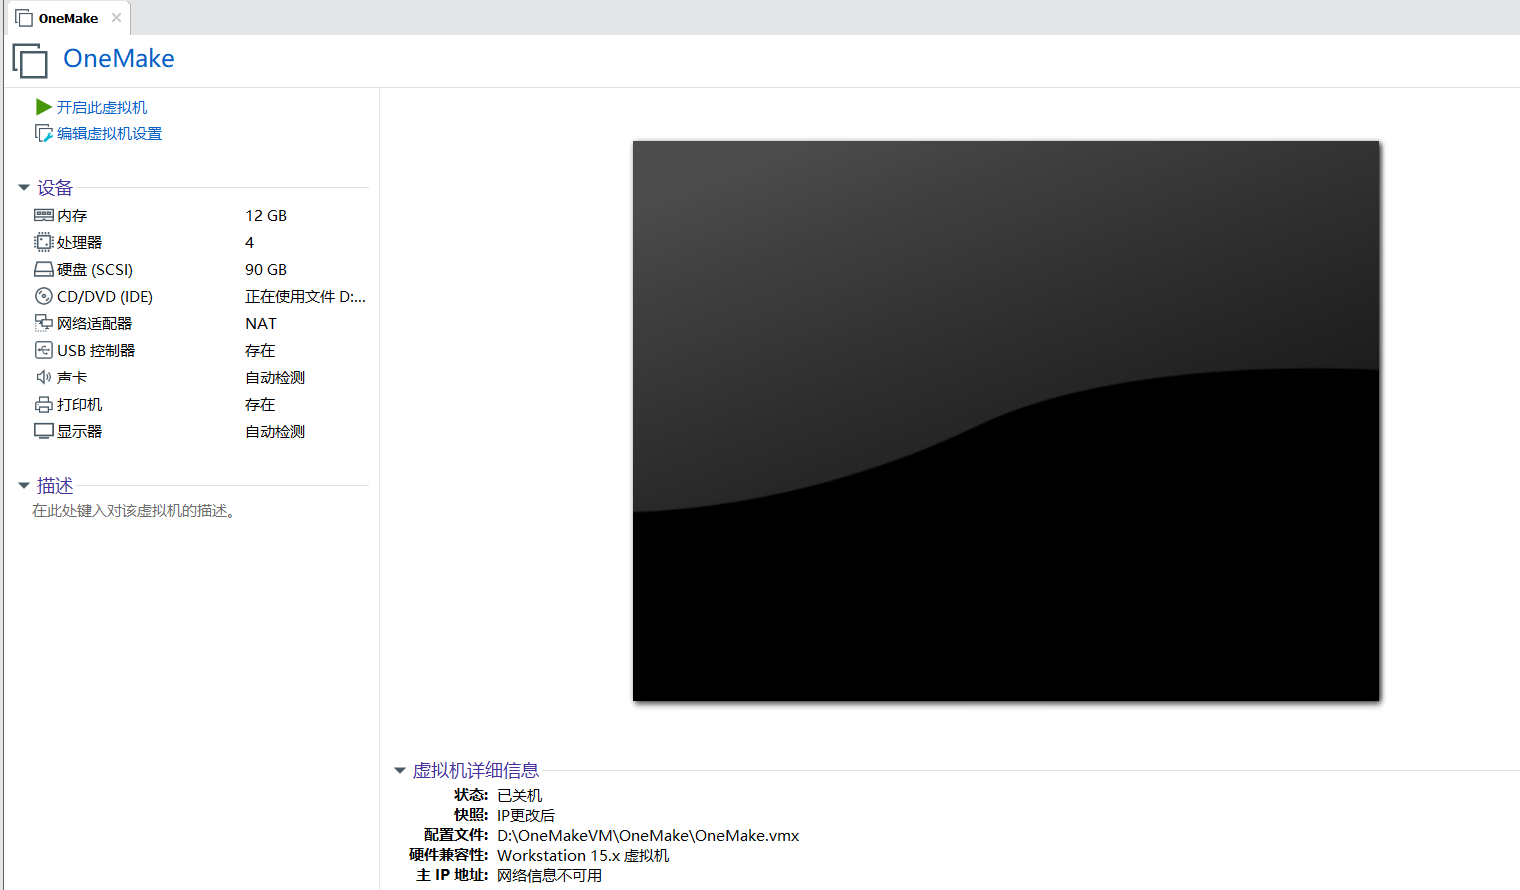 OneMake
OneMake
开启此虚拟机
编辑虚拟机设置
设备
内存 12 GB
处理器 4
硬盘 (SCSI) 90 GB
CD/DVD (IDE) 正在使用文件 D:...
网络适配器 NAT
USB 控制器 存在
声卡 自动检测
打印机 存在
显示器 自动检测
描述
在此处键入对该虚拟机的描述。
虚拟机详细信息
状态: 已关机
快照: IP更改后
配置文件: D:\OneMakeVM\OneMake\OneMake.vmx
硬件兼容性: Workstation 15.x 虚拟机
主 IP 地址: 网络信息不可用